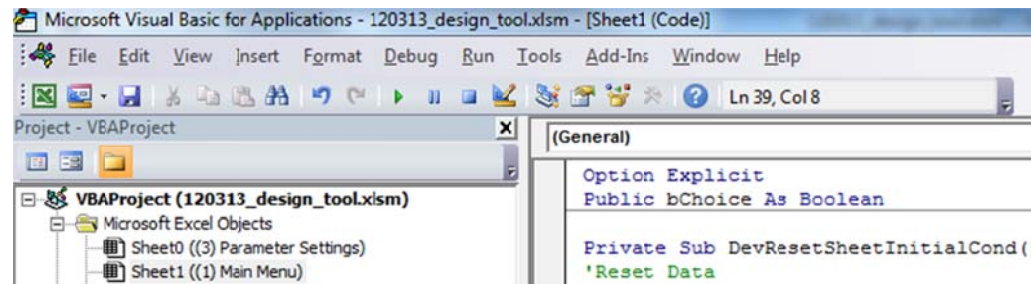 Microsoft Visual Basic for Applications - 120313_design_tool.xlsm - [Sheet1 (Code)]
File Edit View Insert Format Debug Run Tools Add-Ins Window Help
Ln 39, Col 8
Project - VBAProject
(General)
VBAProject (120313_design_tool.xlsm)
Microsoft Excel Objects
Sheet0 ((3) Parameter Settings)
Sheet1 ((1) Main Menu)
Option Explicit
Public bChoice As Boolean
Private Sub DevResetSheetInitialCond(
'Reset Data